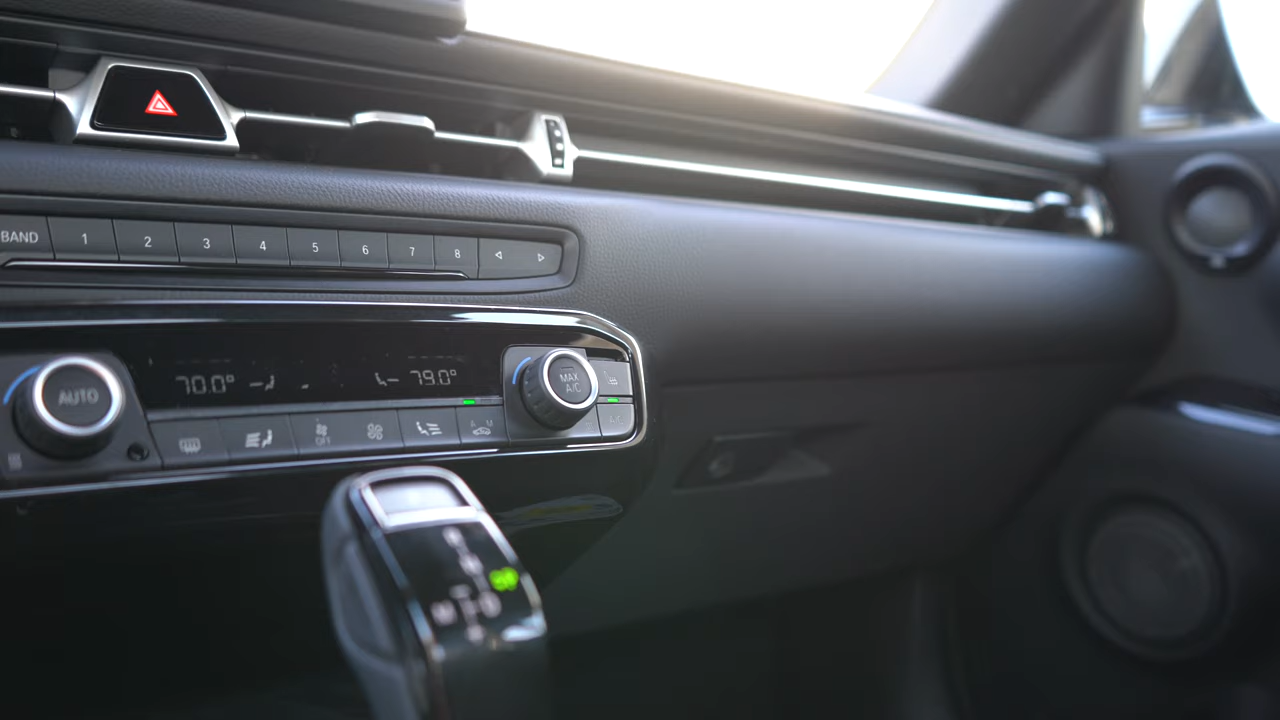 BAND 1 2 3 4 5 6 7 8
70.0° 79.0°
AUTO
MAX
A/C
OFF
A M
A/C